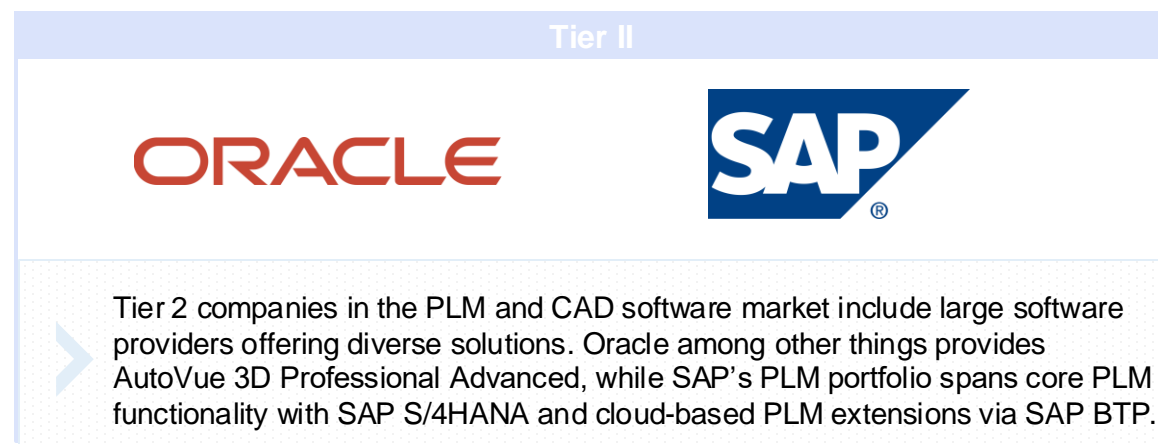 Tier II
ORACLE
SAP
®
Tier 2 companies in the PLM and CAD software market include large software
providers offering diverse solutions. Oracle among other things provides
AutoVue 3D Professional Advanced, while SAP’s PLM portfolio spans core PLM
functionality with SAP S/4HANA and cloud-based PLM extensions via SAP BTP.